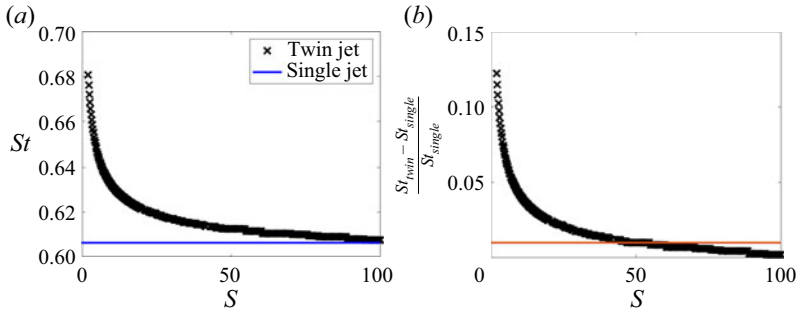 (a)
0.70
0.68
0.66
0.64
0.62
0.60
St
Twin jet
Single jet
0
50
100
S
(b)
0.15
0.10
0.05
St_twin − St_single
St_single
0
50
100
S